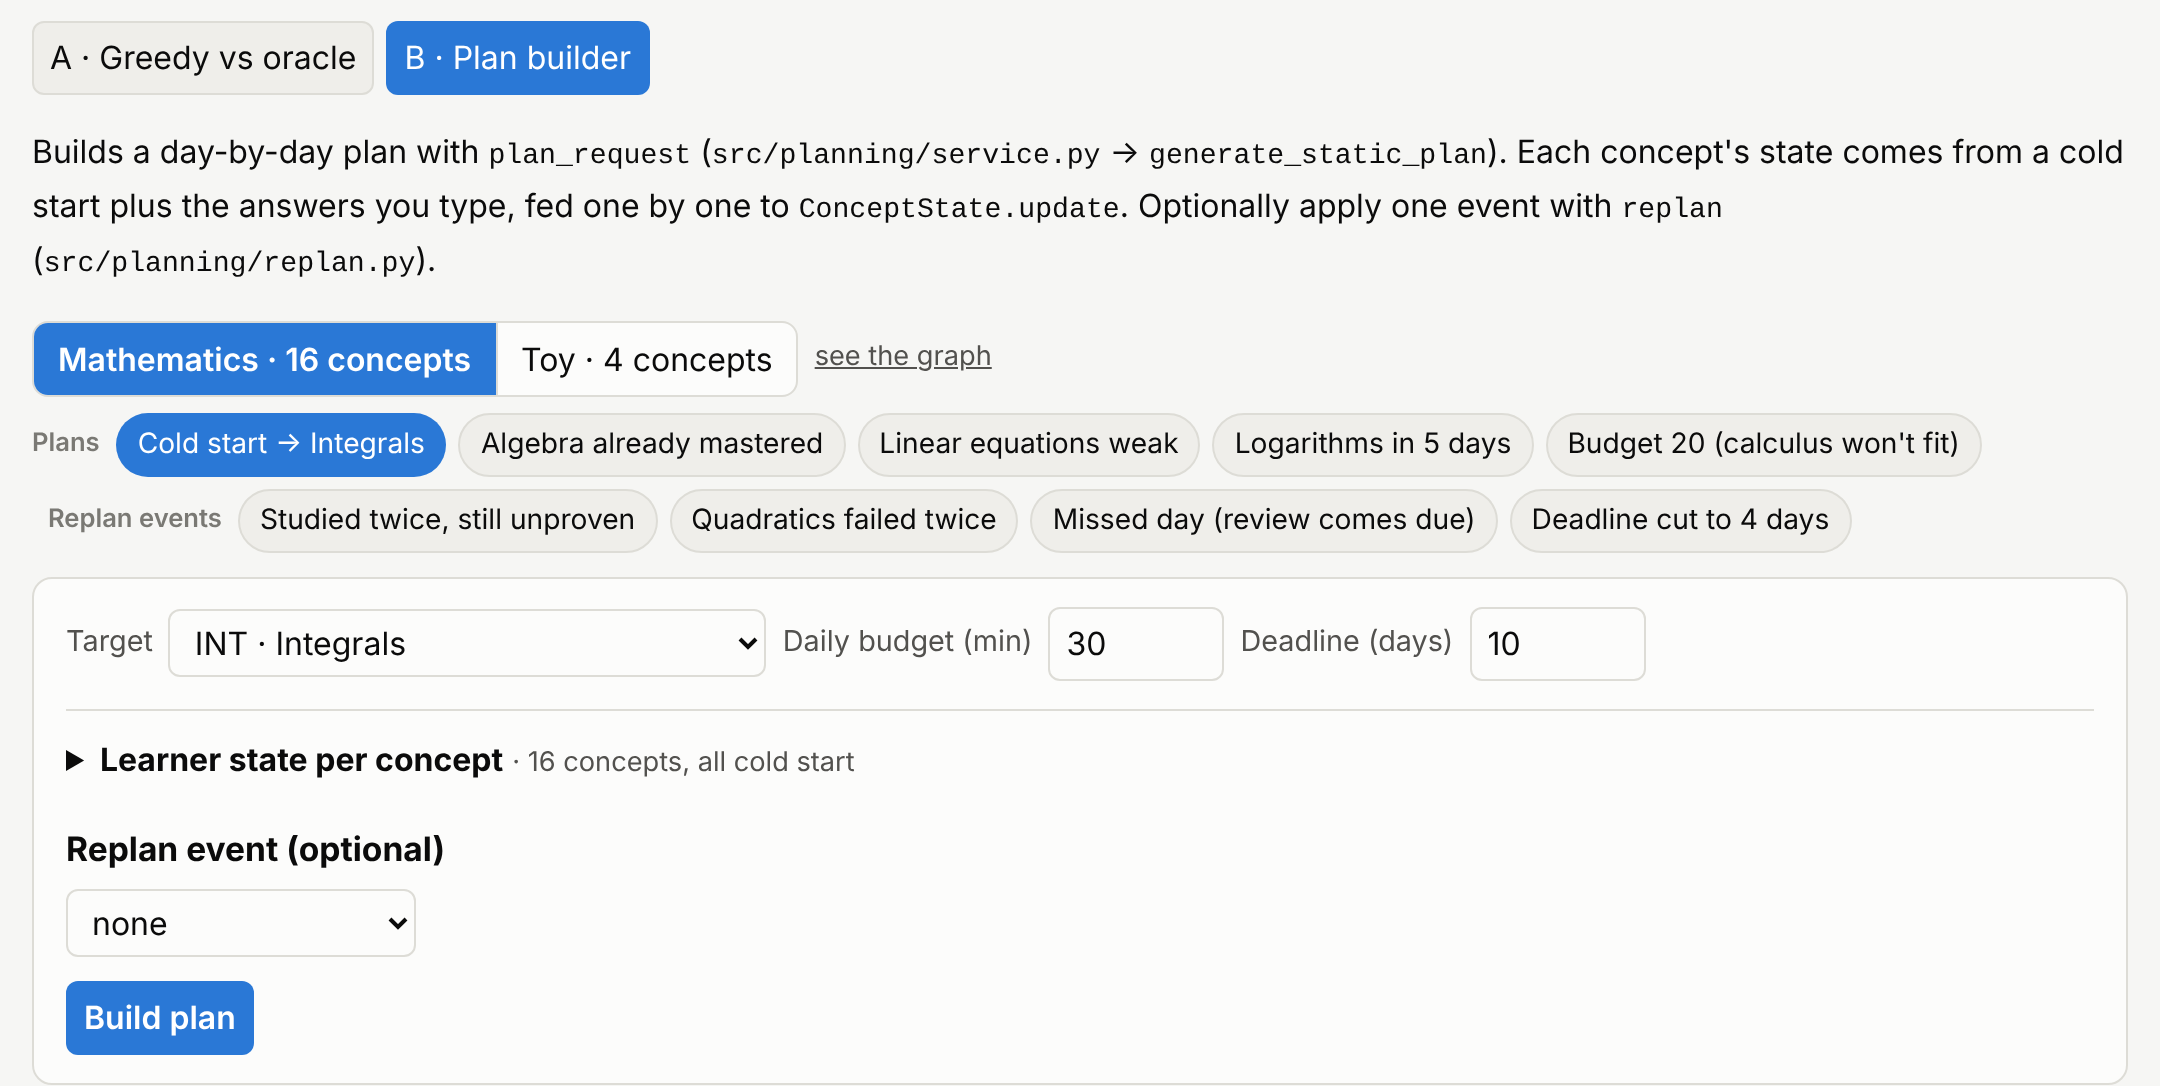 A · Greedy vs oracle B · Plan builder
Builds a day-by-day plan with plan_request (src/planning/service.py → generate_static_plan). Each concept's state comes from a cold
start plus the answers you type, fed one by one to ConceptState.update. Optionally apply one event with replan
(src/planning/replan.py).
Mathematics · 16 concepts Toy · 4 concepts see the graph
Plans Cold start → Integrals Algebra already mastered Linear equations weak Logarithms in 5 days Budget 20 (calculus won't fit)
Replan events Studied twice, still unproven Quadratics failed twice Missed day (review comes due) Deadline cut to 4 days
Target INT · Integrals Daily budget (min) 30 Deadline (days) 10
Learner state per concept · 16 concepts, all cold start
Replan event (optional)
none
Build plan